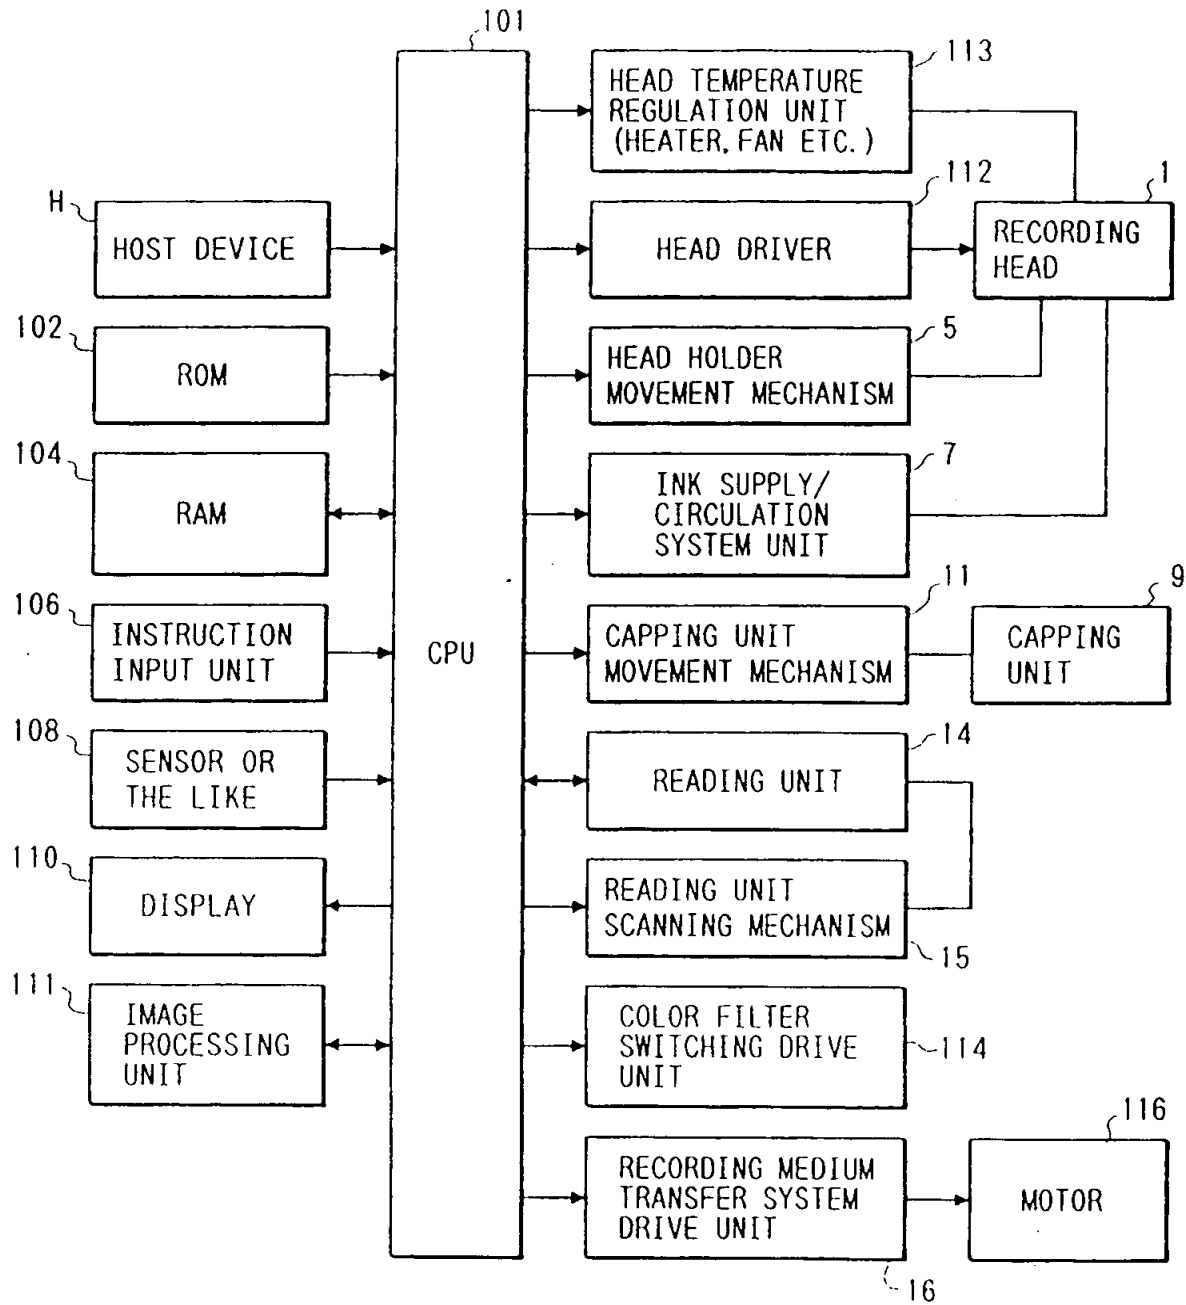 101
113
HEAD TEMPERATURE
REGULATION UNIT
(HEATER, FAN ETC.)
H
HOST DEVICE
112
HEAD DRIVER
1
RECORDING
HEAD
102
ROM
5
HEAD HOLDER
MOVEMENT MECHANISM
104
RAM
7
INK SUPPLY/
CIRCULATION
SYSTEM UNIT
106
INSTRUCTION
INPUT UNIT
CPU
11
CAPPING UNIT
MOVEMENT MECHANISM
9
CAPPING
UNIT
108
SENSOR OR
THE LIKE
14
READING UNIT
110
DISPLAY
READING UNIT
SCANNING MECHANISM
15
111
IMAGE
PROCESSING
UNIT
COLOR FILTER
SWITCHING DRIVE
UNIT
114
RECORDING MEDIUM
TRANSFER SYSTEM
DRIVE UNIT
16
116
MOTOR